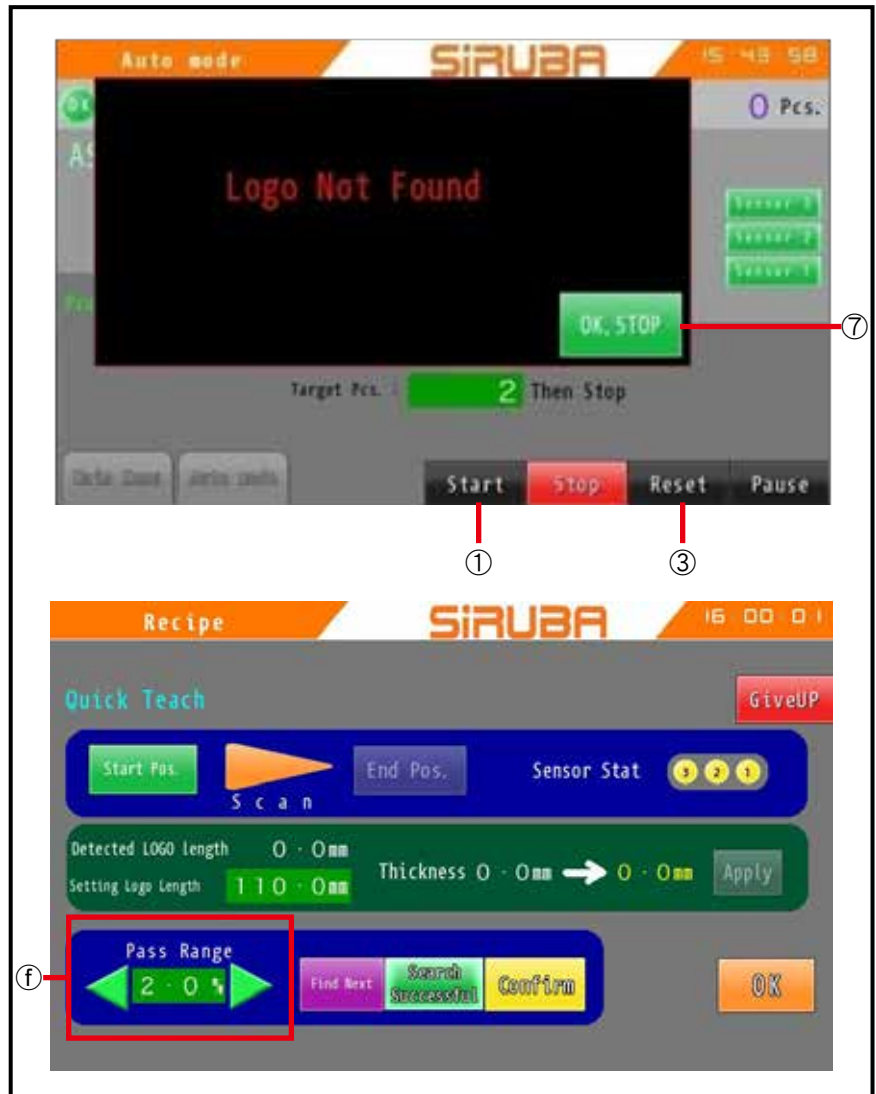 Auto mode
SiRUBA
15 43 58
OK
0 Pcs.
AS
Logo Not Found
Sensor 3
Sensor 2
Sensor 1
OK, STOP
⑦
Target Pcs. :
2 Then Stop
Start Stop Reset Pause
① ③
Recipe
SiRUBA
16 00 01
Quick Teach
GiveUP
Start Pos.
Scan
End Pos.
Sensor Stat
3 2 1
Detected LOGO length 0 · 0mm
Setting Logo Length 110 · 0mm
Thickness 0 · 0mm → 0 · 0mm
Apply
Pass Range
ⓕ
2 · 0 %
Find Next
Search
Successful
Confirm
OK